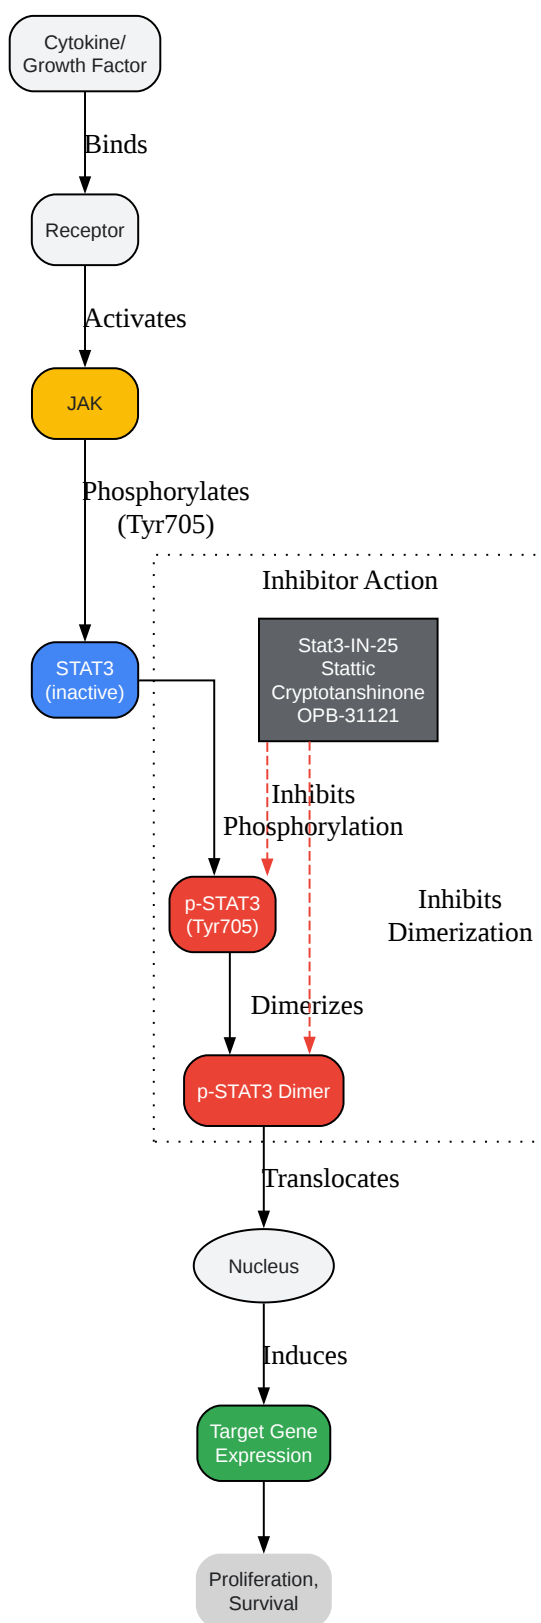 Cytokine/
Growth Factor
Binds
Receptor
Activates
JAK
Phosphorylates
(Tyr705)
Inhibitor Action
STAT3
(inactive)
Stat3-IN-25
Stattic
Cryptotanshinone
OPB-31121
Inhibits
Phosphorylation
p-STAT3
(Tyr705)
Inhibits
Dimerization
Dimerizes
p-STAT3 Dimer
Translocates
Nucleus
Induces
Target Gene
Expression
Proliferation,
Survival